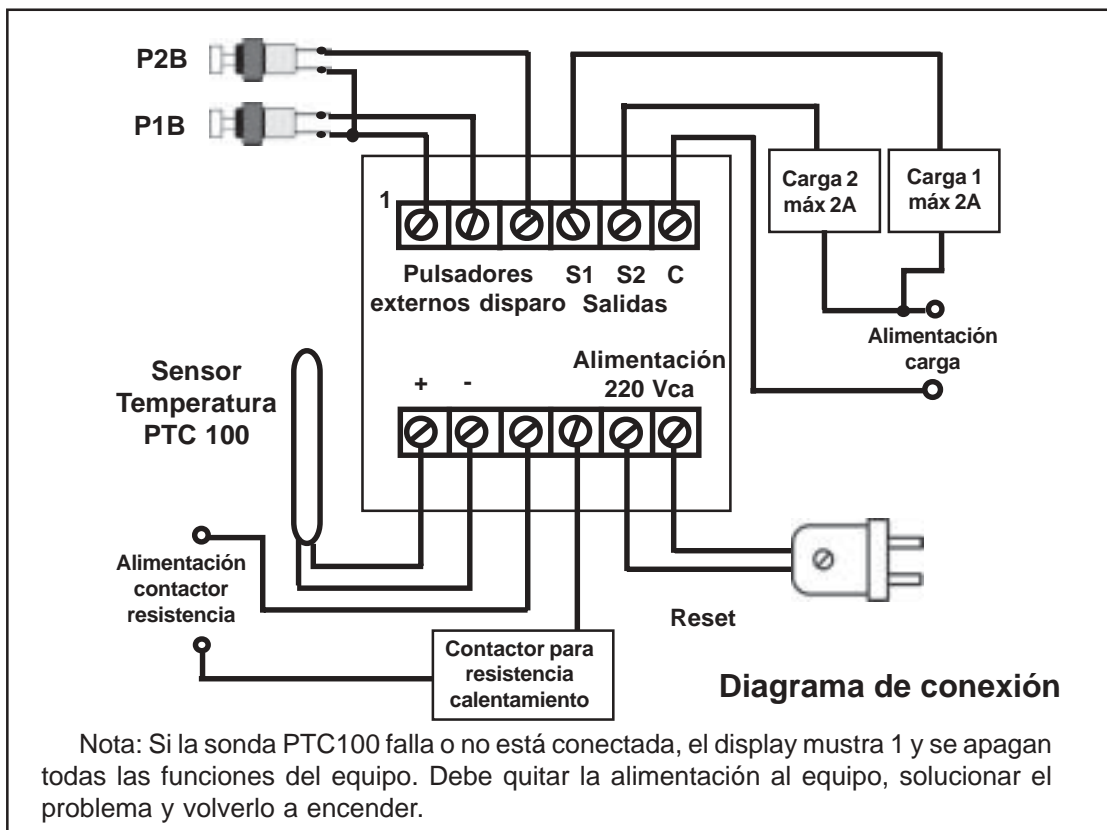 P2B
P1B
Carga 2
máx 2A
Carga 1
máx 2A
1
Pulsadores
externos disparo
S1 S2 C
Salidas
Alimentación
carga
Sensor
Temperatura
PTC 100
+ -
Alimentación
220 Vca
Alimentación
contactor
resistencia
Reset
Contactor para
resistencia
calentamiento
Diagrama de conexión
Nota: Si la sonda PTC100 falla o no está conectada, el display mustra 1 y se apagan
todas las funciones del equipo. Debe quitar la alimentación al equipo, solucionar el
problema y volverlo a encender.